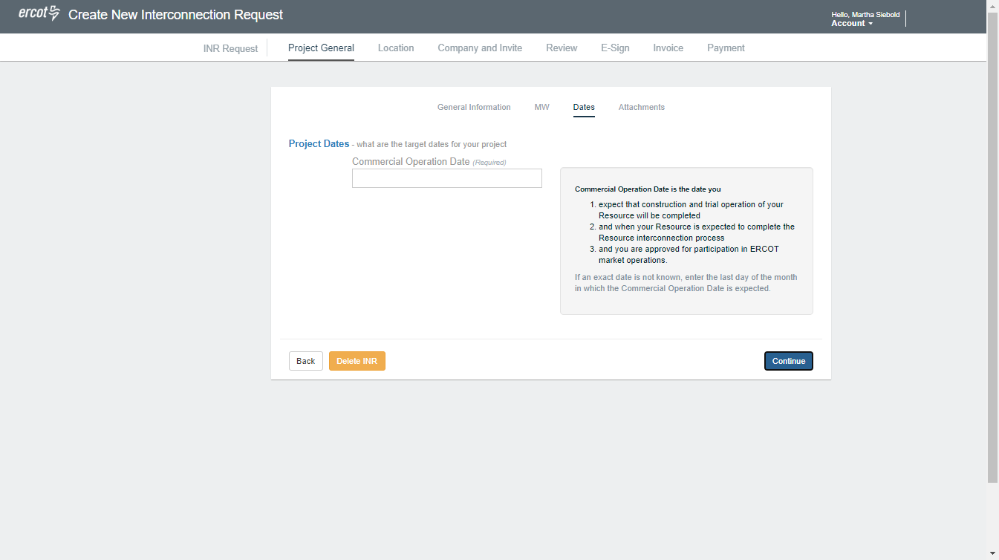 ercot Create New Interconnection Request
Hello, Martha Siebold
Account
INR Request Project General Location Company and Invite Review E-Sign Invoice Payment
General Information MW Dates Attachments
Project Dates - what are the target dates for your project
Commercial Operation Date (Required)
Commercial Operation Date is the date you
1. expect that construction and trial operation of your
Resource will be completed
2. and when your Resource is expected to complete the
Resource interconnection process
3. and you are approved for participation in ERCOT
market operations.
If an exact date is not known, enter the last day of the month
in which the Commercial Operation Date is expected.
Back Delete INR Continue